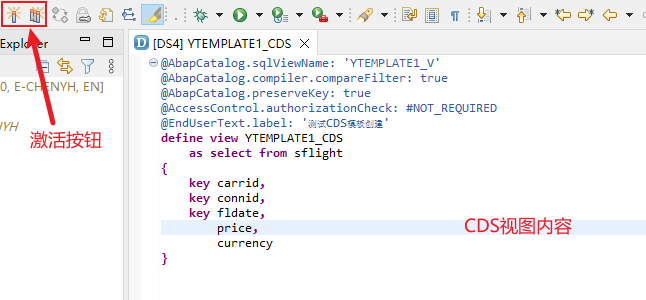 Explorer
[DS4] YTEMPLATE1_CDS
0, E-CHENYH, EN]
YH
激活按钮
@AbapCatalog.sqlViewName: 'YTEMPLATE1_V'
@AbapCatalog.compiler.compareFilter: true
@AbapCatalog.preserveKey: true
@AccessControl.authorizationCheck: #NOT_REQUIRED
@EndUserText.label: '测试CDS模板创建'
define view YTEMPLATE1_CDS
as select from sflight
{
key carrid,
key connid,
key fldate,
price,
currency
}
CDS视图内容